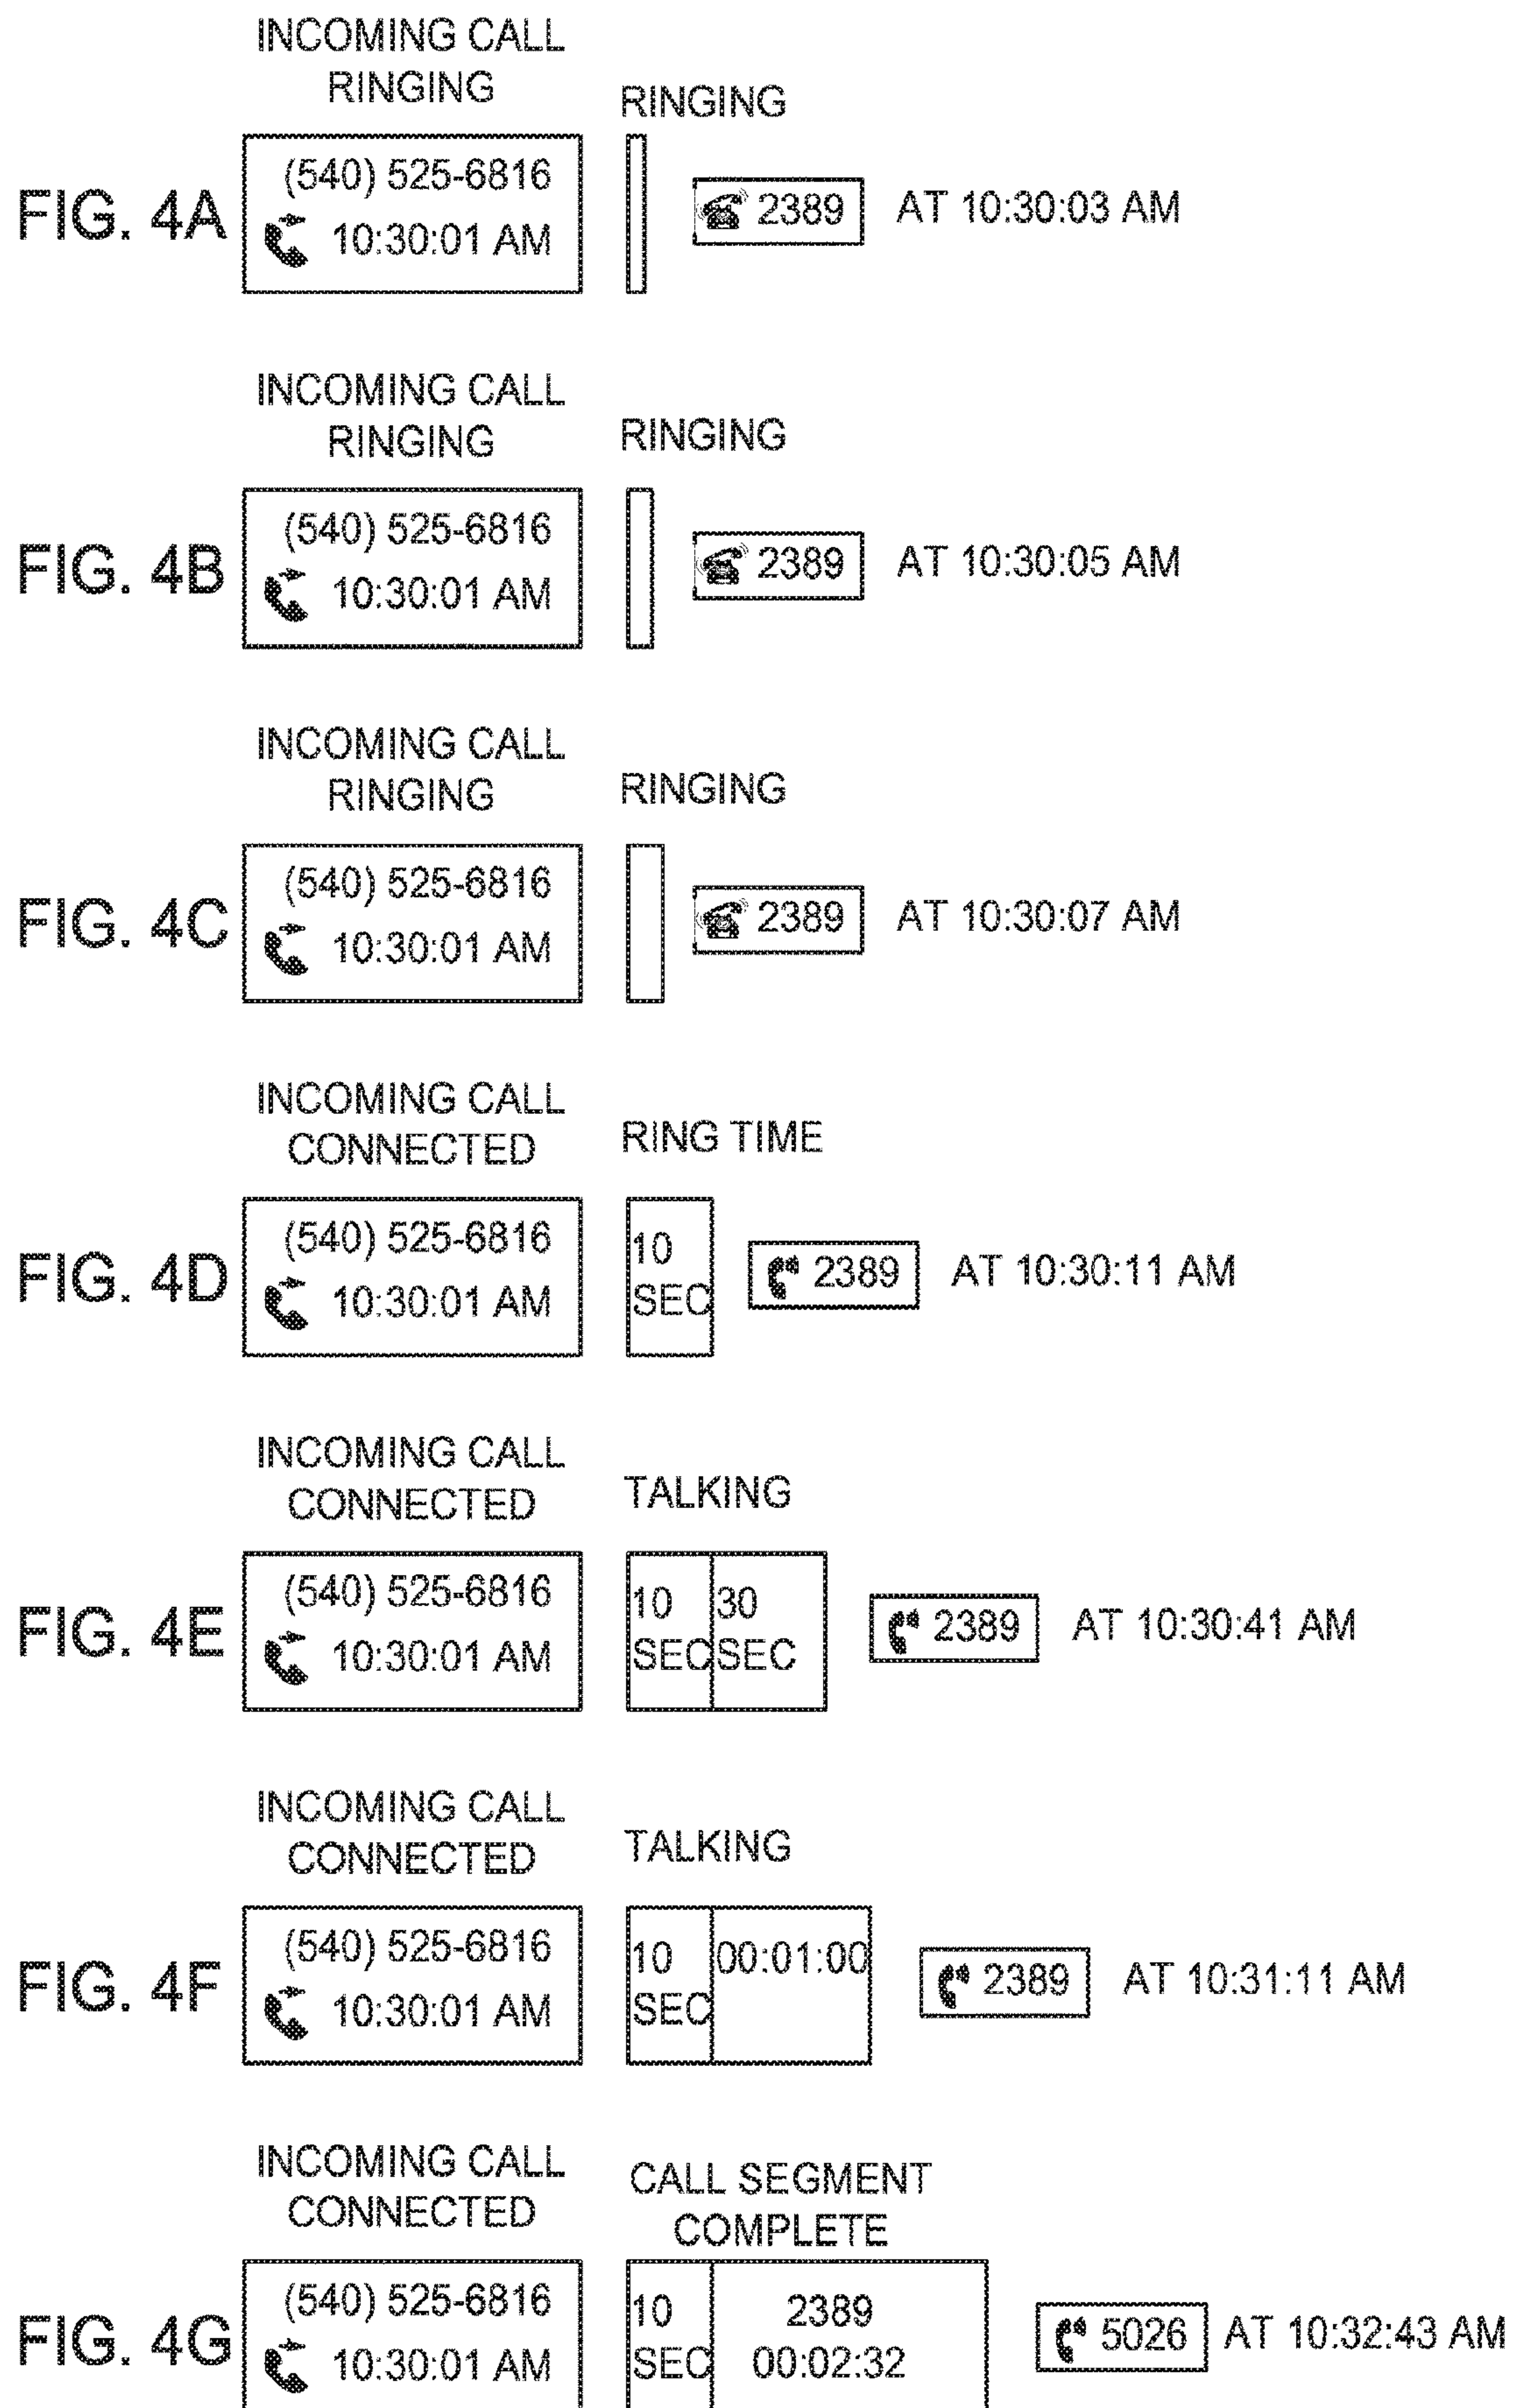 INCOMING CALL
RINGING
RINGING
FIG. 4A
(540) 525-6816
10:30:01 AM
2389
AT 10:30:03 AM
INCOMING CALL
RINGING
RINGING
FIG. 4B
(540) 525-6816
10:30:01 AM
2389
AT 10:30:05 AM
INCOMING CALL
RINGING
RINGING
FIG. 4C
(540) 525-6816
10:30:01 AM
2389
AT 10:30:07 AM
INCOMING CALL
CONNECTED
RING TIME
FIG. 4D
(540) 525-6816
10:30:01 AM
10
SEC
2389
AT 10:30:11 AM
INCOMING CALL
CONNECTED
TALKING
FIG. 4E
(540) 525-6816
10:30:01 AM
10
SEC
30
SEC
2389
AT 10:30:41 AM
INCOMING CALL
CONNECTED
TALKING
FIG. 4F
(540) 525-6816
10:30:01 AM
10
SEC
00:01:00
2389
AT 10:31:11 AM
INCOMING CALL
CONNECTED
CALL SEGMENT
COMPLETE
FIG. 4G
(540) 525-6816
10:30:01 AM
10
SEC
2389
00:02:32
5026
AT 10:32:43 AM